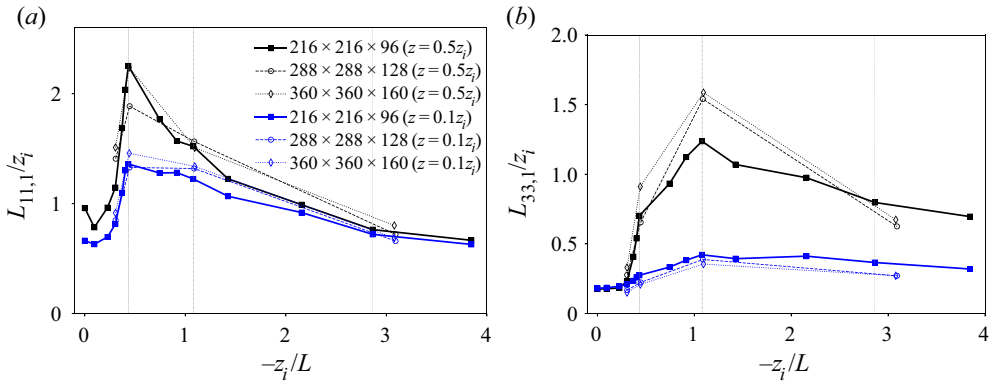 (a)
(b)
216 × 216 × 96 (z = 0.5z_i)
288 × 288 × 128 (z = 0.5z_i)
360 × 360 × 160 (z = 0.5z_i)
216 × 216 × 96 (z = 0.1z_i)
288 × 288 × 128 (z = 0.1z_i)
360 × 360 × 160 (z = 0.1z_i)
L_{11,1}/z_i
2
1
0
0 1 2 3 4
–z_i/L
L_{33,1}/z_i
2.0
1.5
1.0
0.5
0
0 1 2 3 4
–z_i/L